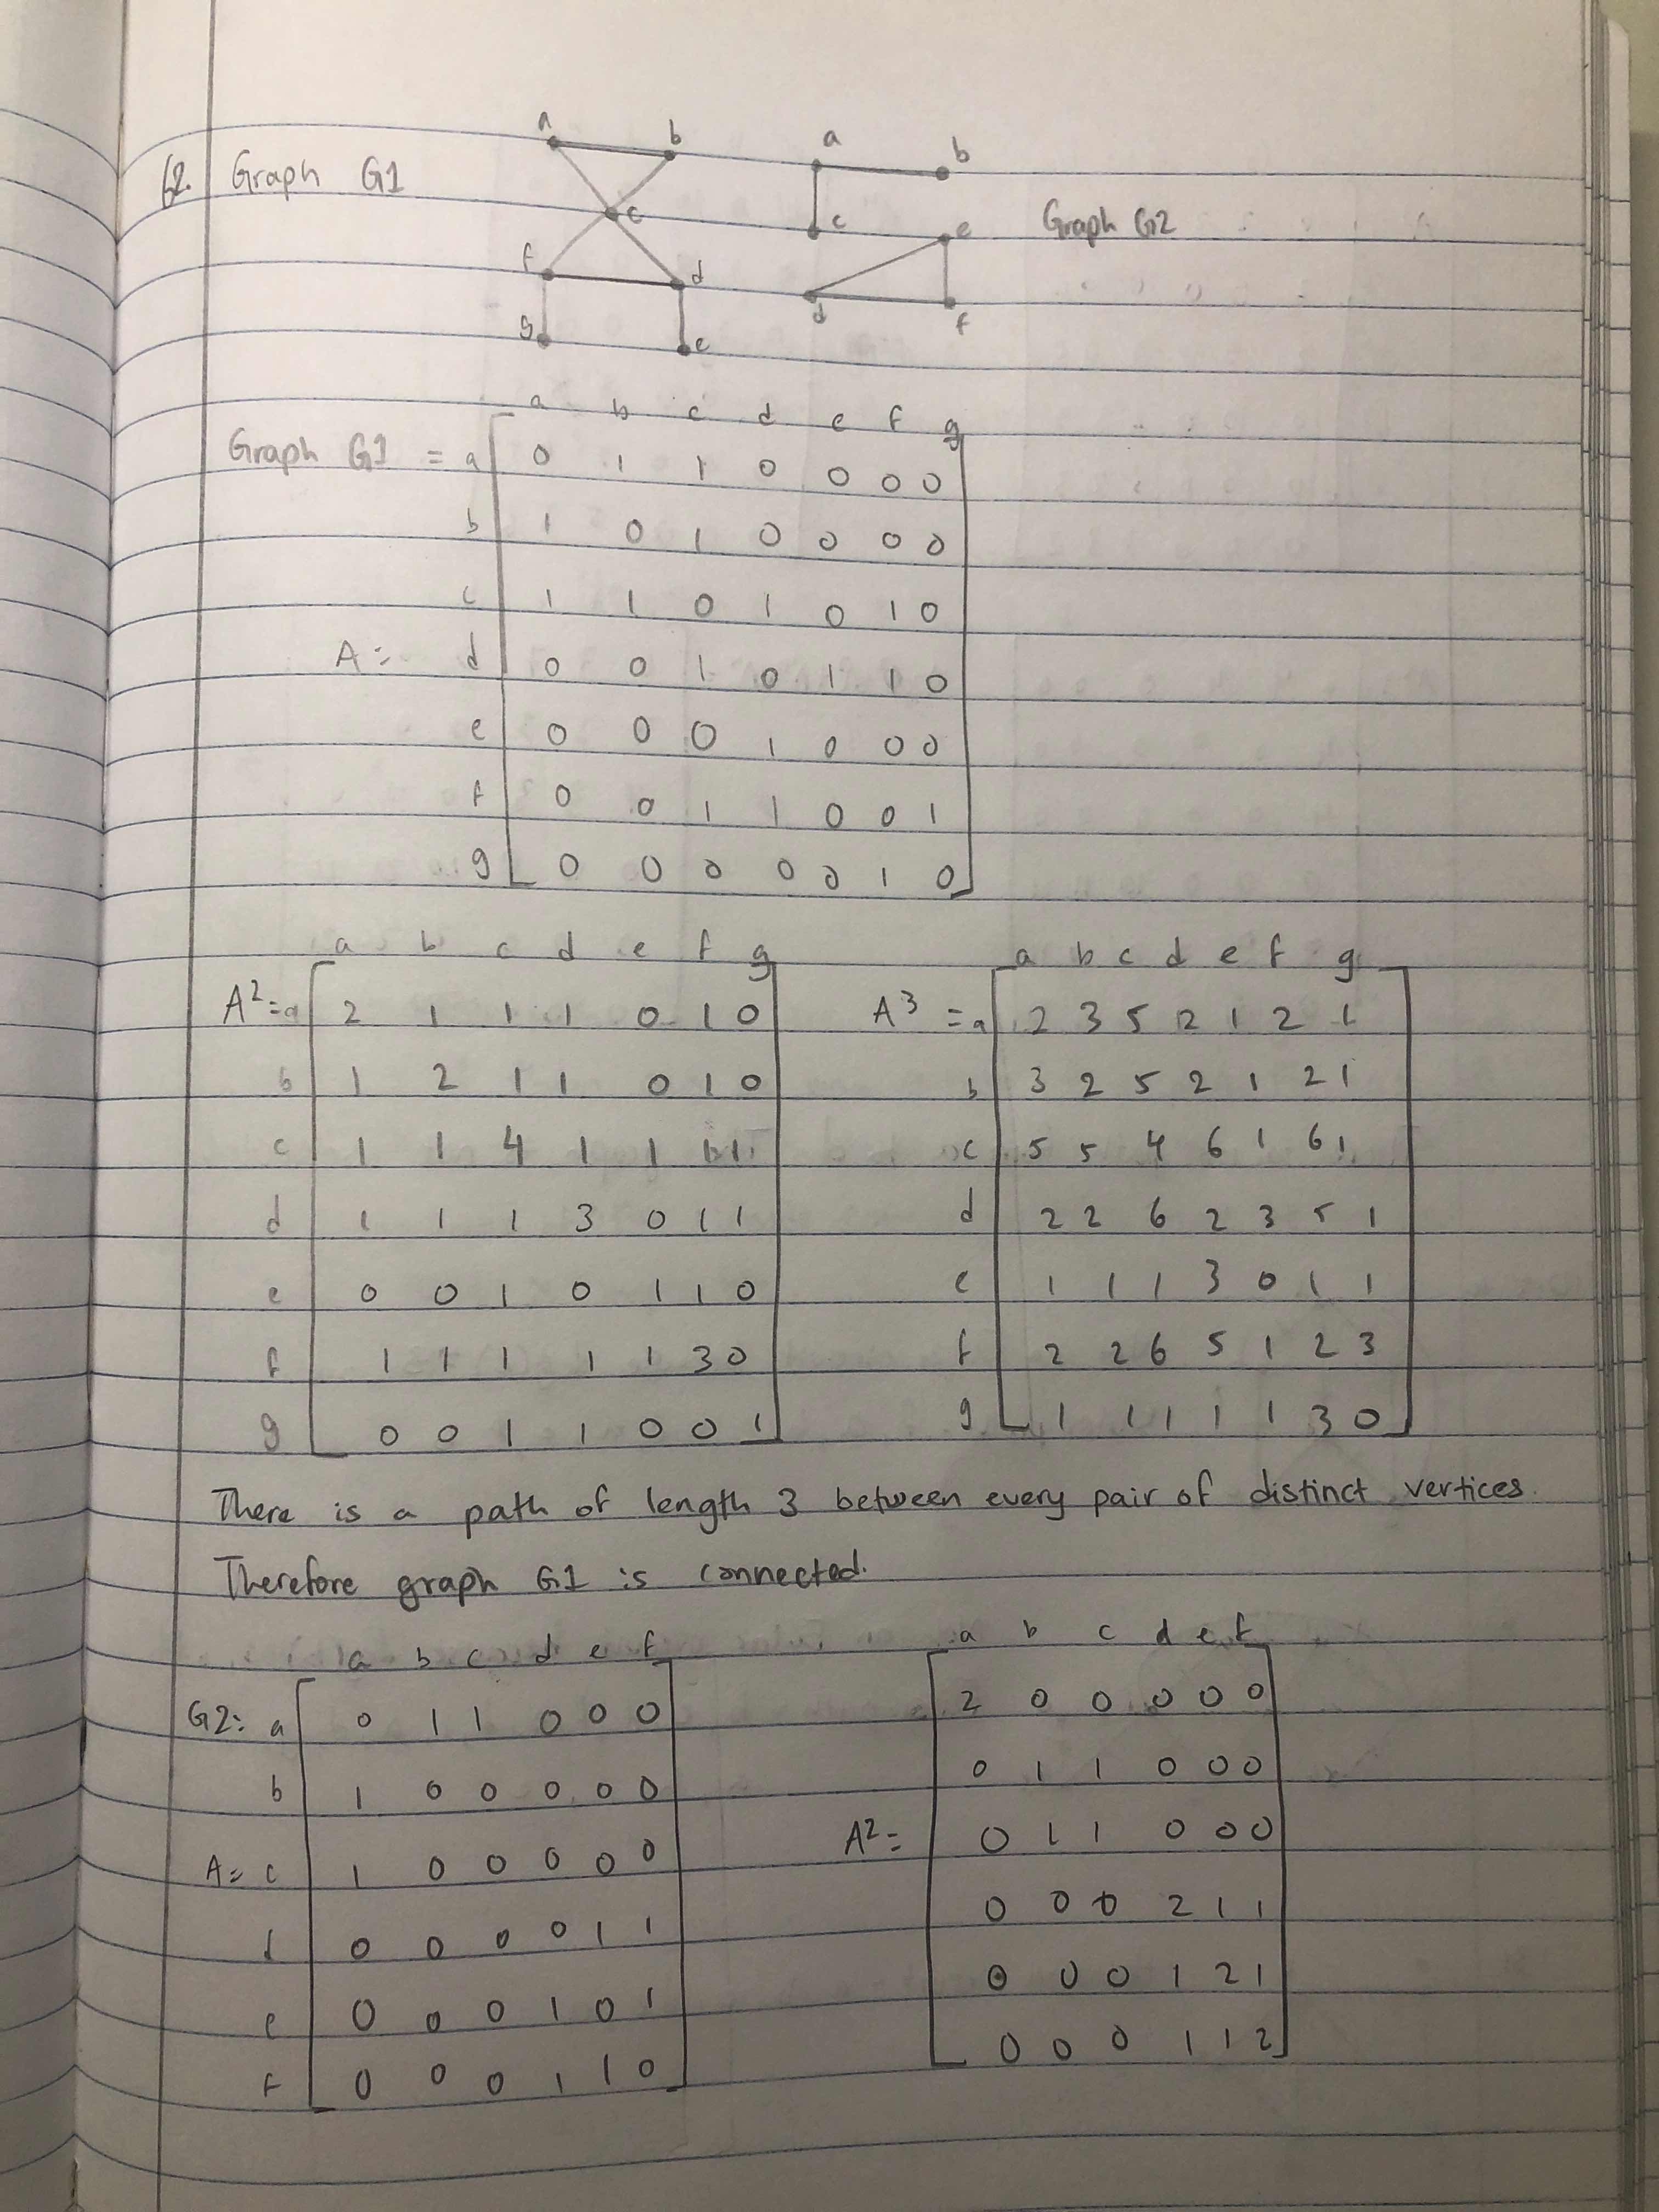 a b a b
62. Graph G1 c c e Graph G2
f d d f
g e
a b c d e f g
Graph G1 = a 0 1 1 0 0 0 0
b 1 0 1 0 0 0 0
c 1 1 0 1 0 1 0
A = d 0 0 1 0 1 1 0
e 0 0 0 1 0 0 0
f 0 0 1 1 0 0 1
g 0 0 0 0 0 1 0
a b c d e f g a b c d e f g
A² = a 2 1 1 1 0 1 0 A³ = a 2 3 5 2 1 2 1
b 1 2 1 1 0 1 0 b 3 2 5 2 1 2 1
c 1 1 4 1 1 1 1 c 5 5 4 6 1 6 1
d 1 1 1 3 0 1 1 d 2 2 6 2 3 5 1
e 0 0 1 0 1 1 0 e 1 1 1 3 0 1 1
f 1 1 1 1 1 3 0 f 2 2 6 5 1 2 3
g 0 0 1 1 0 0 1 g 1 1 1 1 1 3 0
There is a path of length 3 between every pair of distinct vertices.
Therefore graph G1 is connected.
a b c d e f a b c d e f
G2: a 0 1 1 0 0 0 2 0 0 0 0 0
b 1 0 0 0 0 0 0 1 1 0 0 0
A = c 1 0 0 0 0 0 A² = 0 1 1 0 0 0
d 0 0 0 0 1 1 0 0 0 2 1 1
e 0 0 0 1 0 1 0 0 0 1 2 1
f 0 0 0 1 1 0 0 0 0 1 1 2